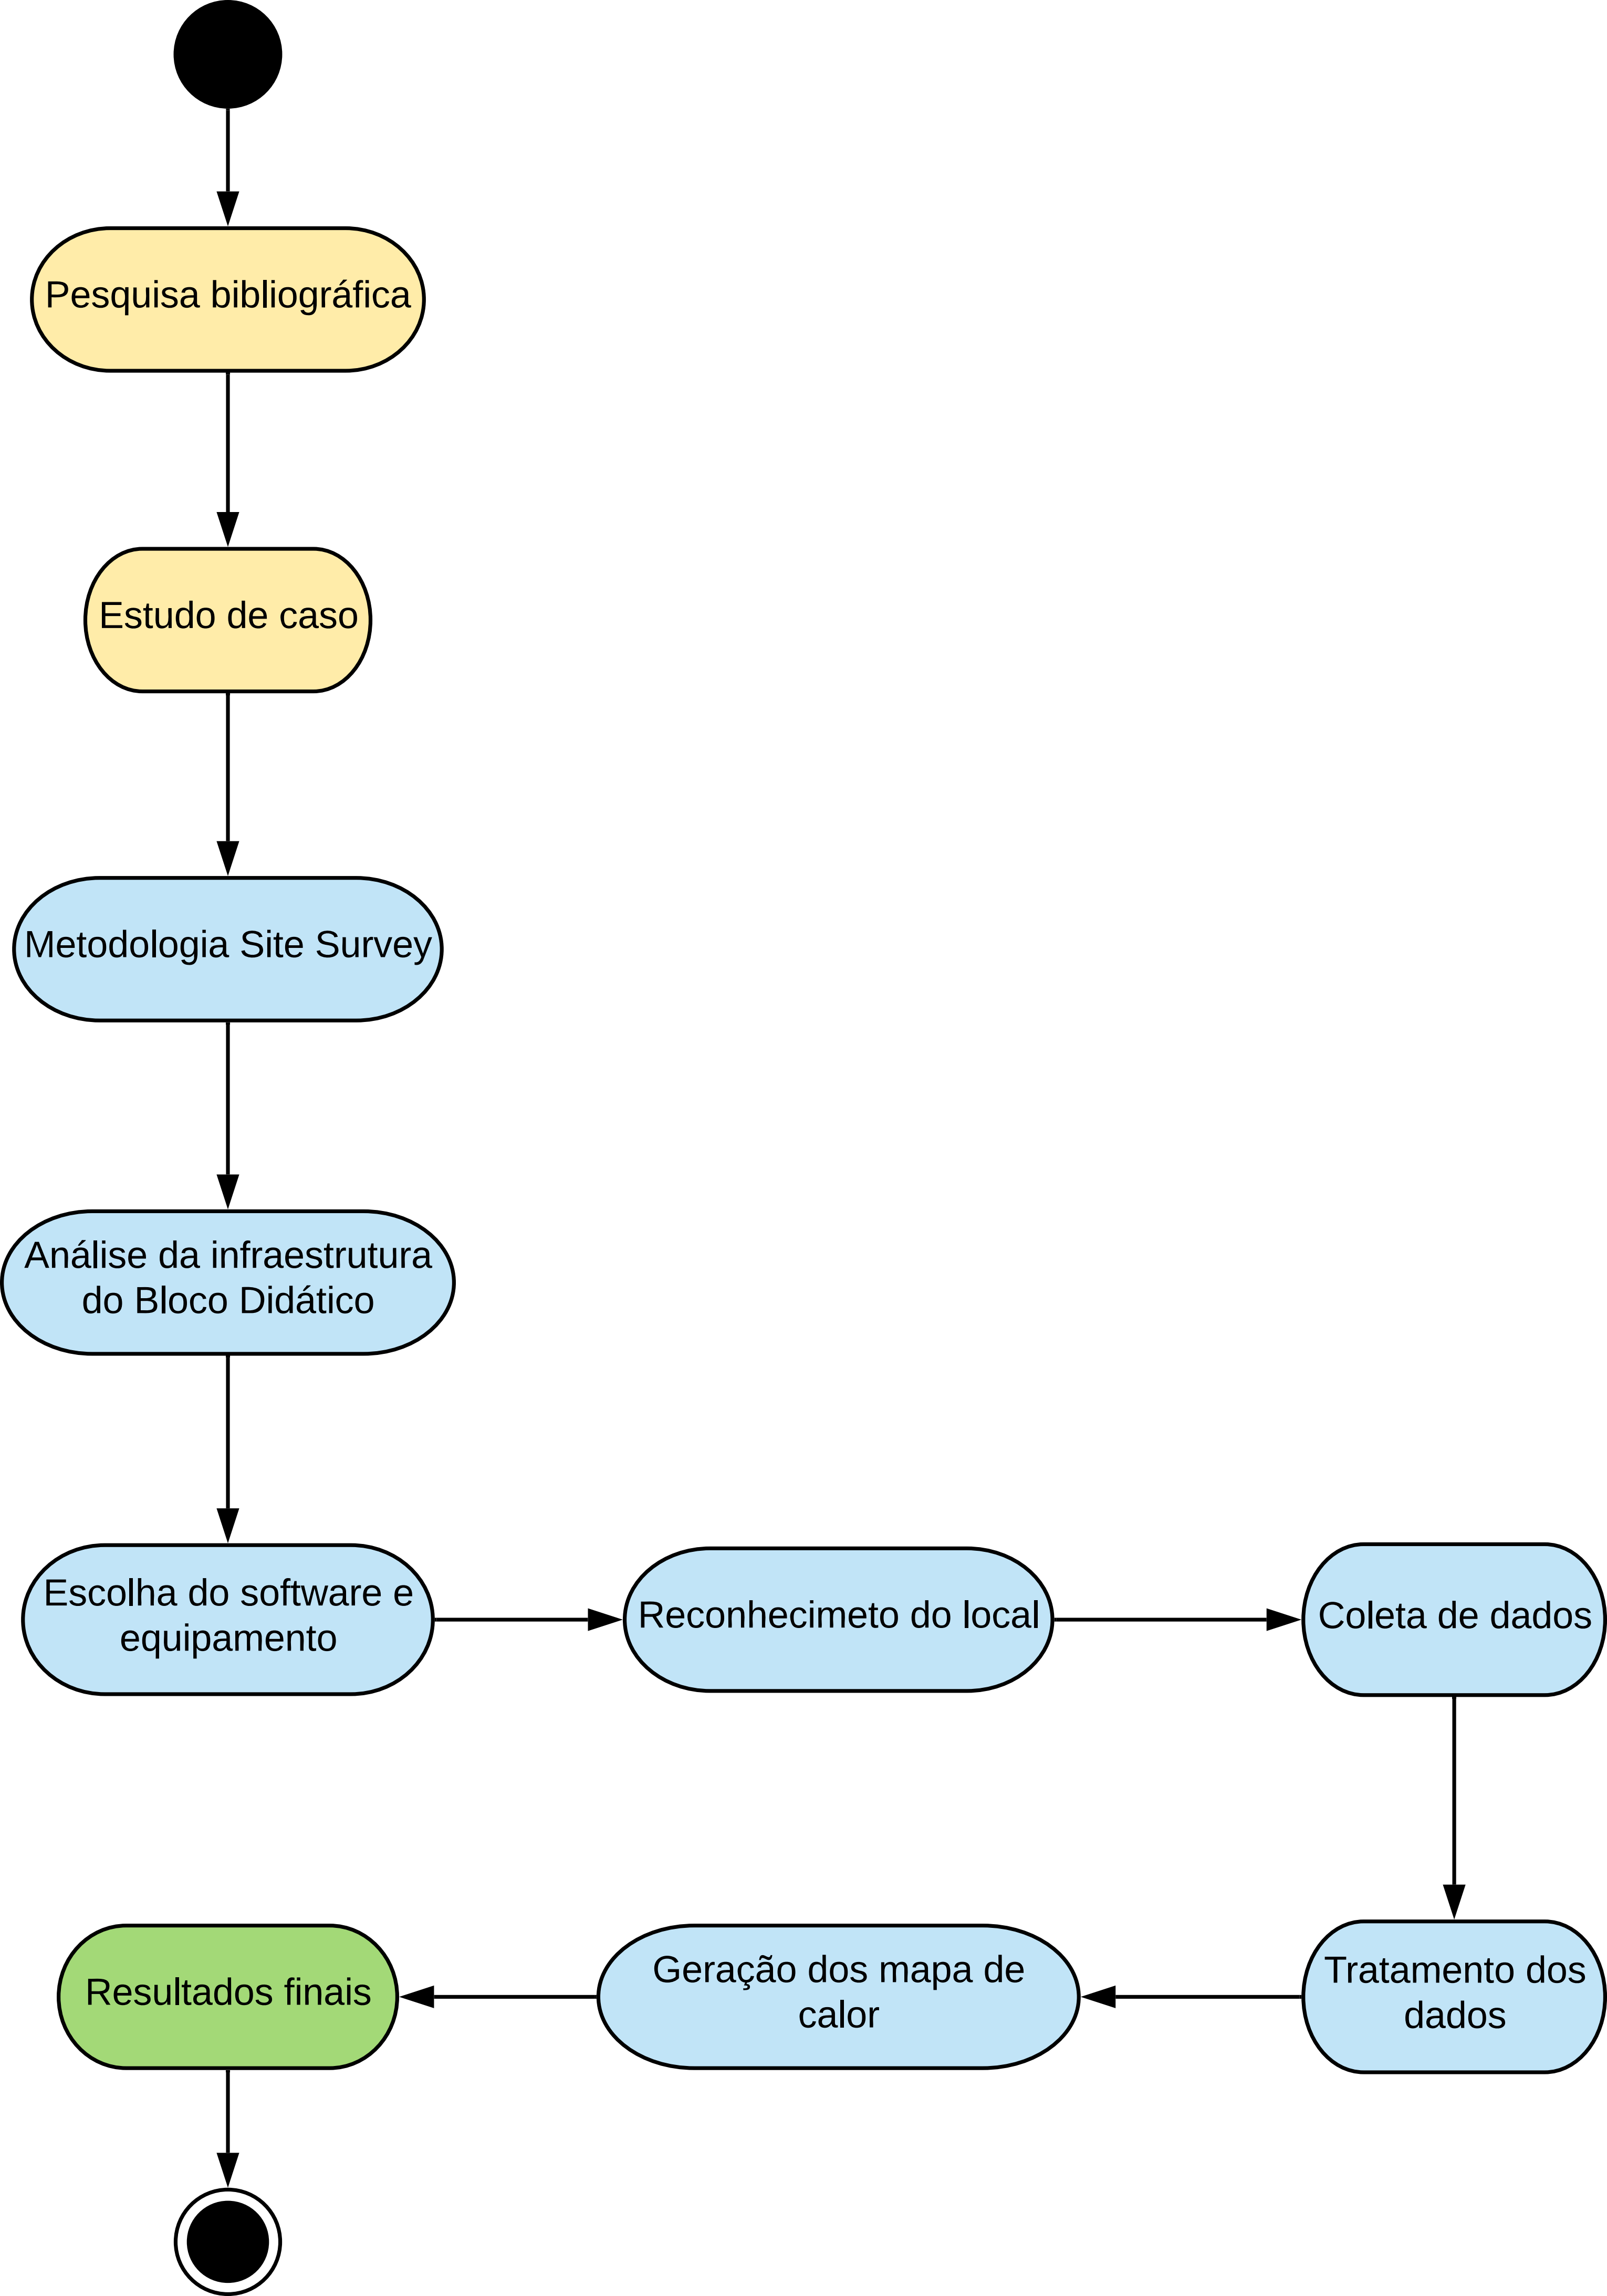 Pesquisa bibliográfica
Estudo de caso
Metodologia Site Survey
Análise da infraestrutura
do Bloco Didático
Escolha do software e
equipamento
Reconhecimeto do local
Coleta de dados
Tratamento dos
dados
Geração dos mapa de
calor
Resultados finais